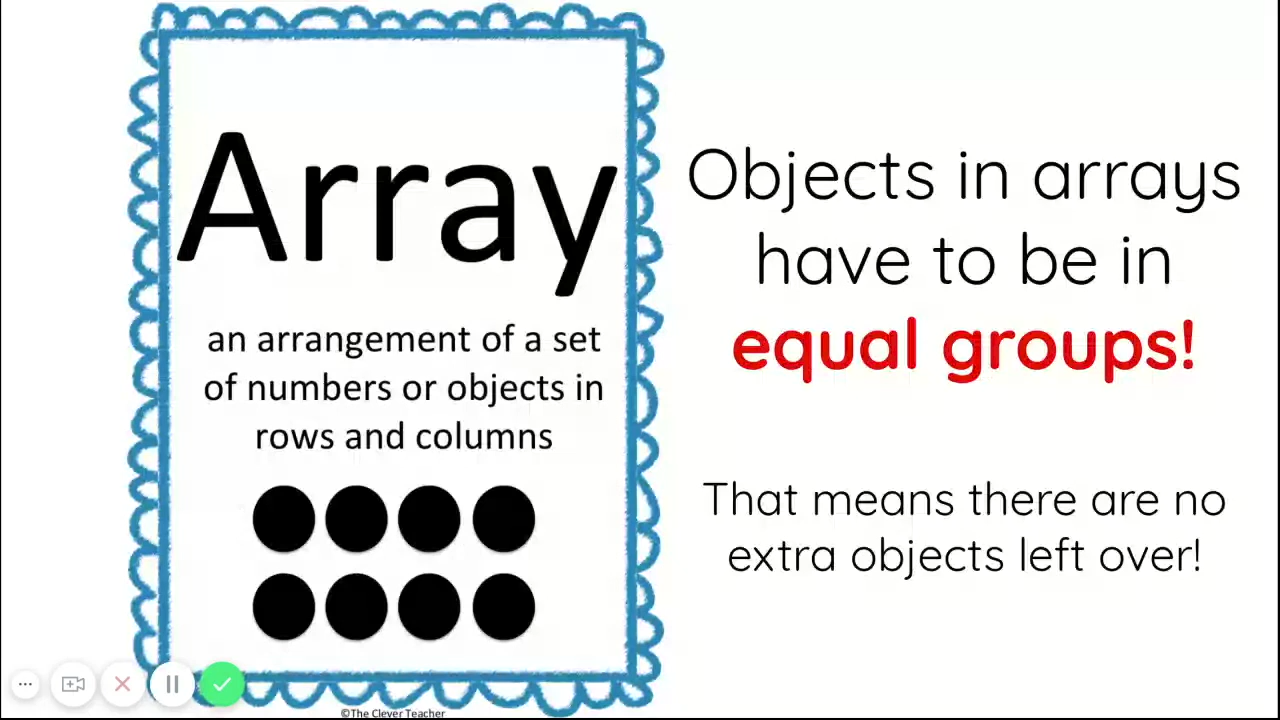 Array
an arrangement of a set
of numbers or objects in
rows and columns
©The Clever Teacher
Objects in arrays
have to be in
equal groups!
That means there are no
extra objects left over!